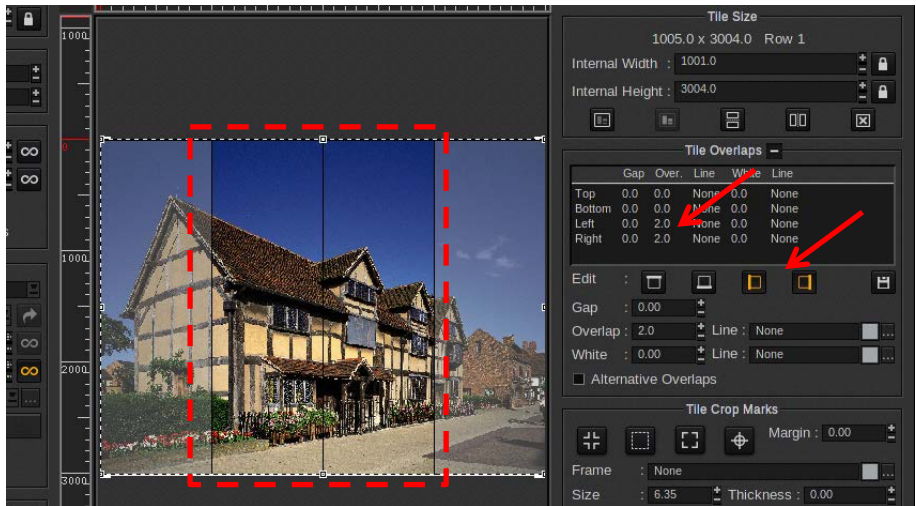 1000
0
1000
2000
3000
Tile Size
1005.0 x 3004.0 Row 1
Internal Width : 1001.0
Internal Height : 3004.0
Tile Overlaps
Gap Over. Line White Line
Top 0.0 0.0 None 0.0 None
Bottom 0.0 0.0 None 0.0 None
Left 0.0 2.0 None 0.0 None
Right 0.0 2.0 None 0.0 None
Edit :
Gap : 0.00
Overlap : 2.0 Line : None
White : 0.00 Line : None
Alternative Overlaps
Tile Crop Marks
Margin : 0.00
Frame : None
Size : 6.35 Thickness : 0.00